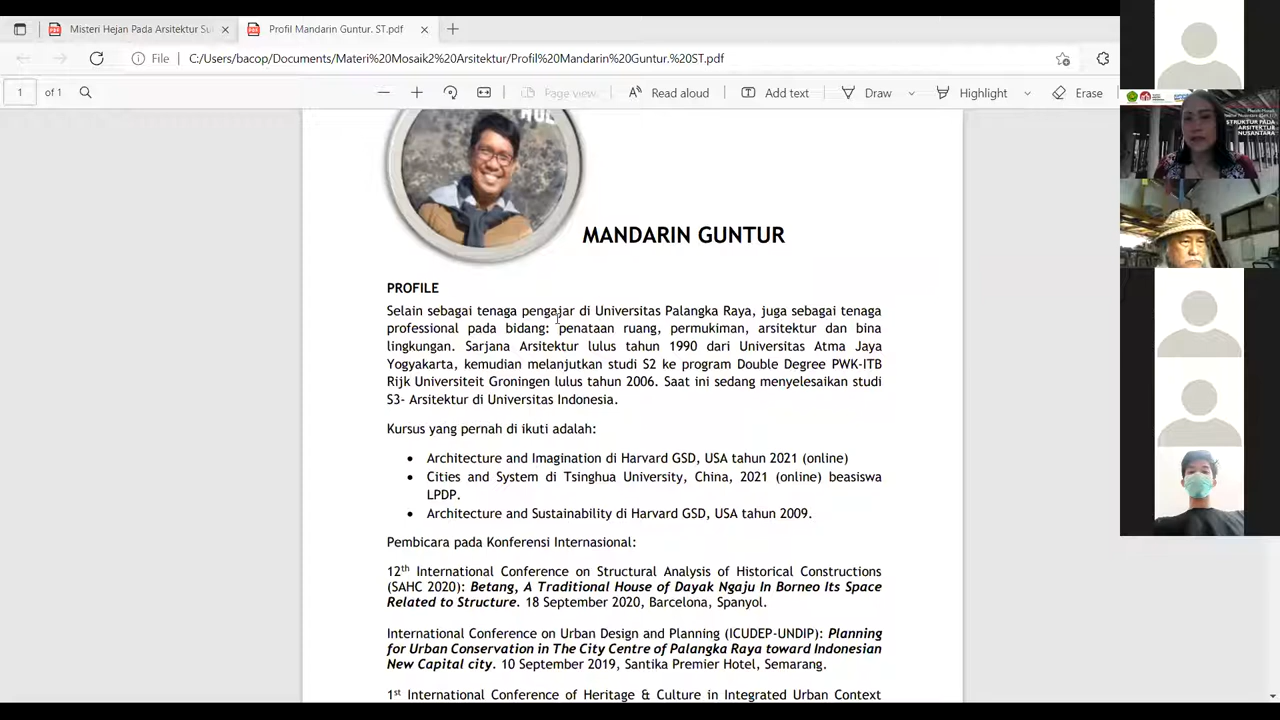 Misteri Hejan Pada Arsitektur Su
Profil Mandarin Guntur. ST.pdf
File
C:/Users/bacop/Documents/Materi%20Mosaik2%20Arsitektur/Profil%20Mandarin%20Guntur.%20ST.pdf
1 of 1
Page view
Read aloud
Add text
Draw
Highlight
Erase
STRUKTUR PADA
ARSITEKTUR
NUSANTARA
MANDARIN GUNTUR
PROFILE
Selain sebagai tenaga pengajar di Universitas Palangka Raya, juga sebagai tenaga
professional pada bidang: penataan ruang, permukiman, arsitektur dan bina
lingkungan. Sarjana Arsitektur lulus tahun 1990 dari Universitas Atma Jaya
Yogyakarta, kemudian melanjutkan studi S2 ke program Double Degree PWK-ITB
Rijk Universiteit Groningen lulus tahun 2006. Saat ini sedang menyelesaikan studi
S3- Arsitektur di Universitas Indonesia.
Kursus yang pernah di ikuti adalah:
• Architecture and Imagination di Harvard GSD, USA tahun 2021 (online)
• Cities and System di Tsinghua University, China, 2021 (online) beasiswa
LPDP.
• Architecture and Sustainability di Harvard GSD, USA tahun 2009.
Pembicara pada Konferensi Internasional:
12th International Conference on Structural Analysis of Historical Constructions
(SAHC 2020): Betang, A Traditional House of Dayak Ngaju In Borneo Its Space
Related to Structure. 18 September 2020, Barcelona, Spanyol.
International Conference on Urban Design and Planning (ICUDEP-UNDIP): Planning
for Urban Conservation in The City Centre of Palangka Raya toward Indonesian
New Capital city. 10 September 2019, Santika Premier Hotel, Semarang.
1st International Conference of Heritage & Culture in Integrated Urban Context